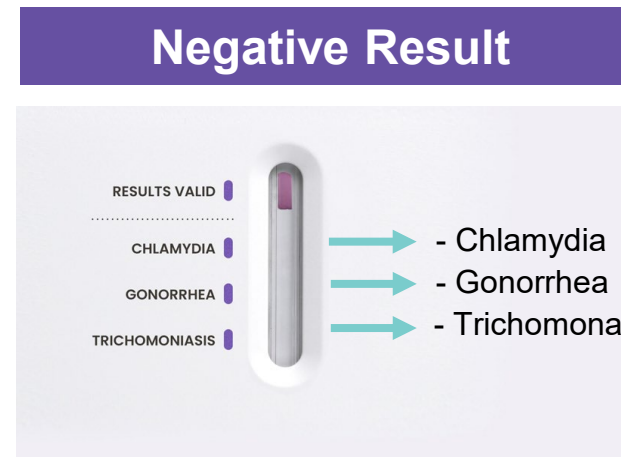 Negative Result
RESULTS VALID
CHLAMYDIA
GONORRHEA
TRICHOMONIASIS
- Chlamydia
- Gonorrhea
- Trichomona